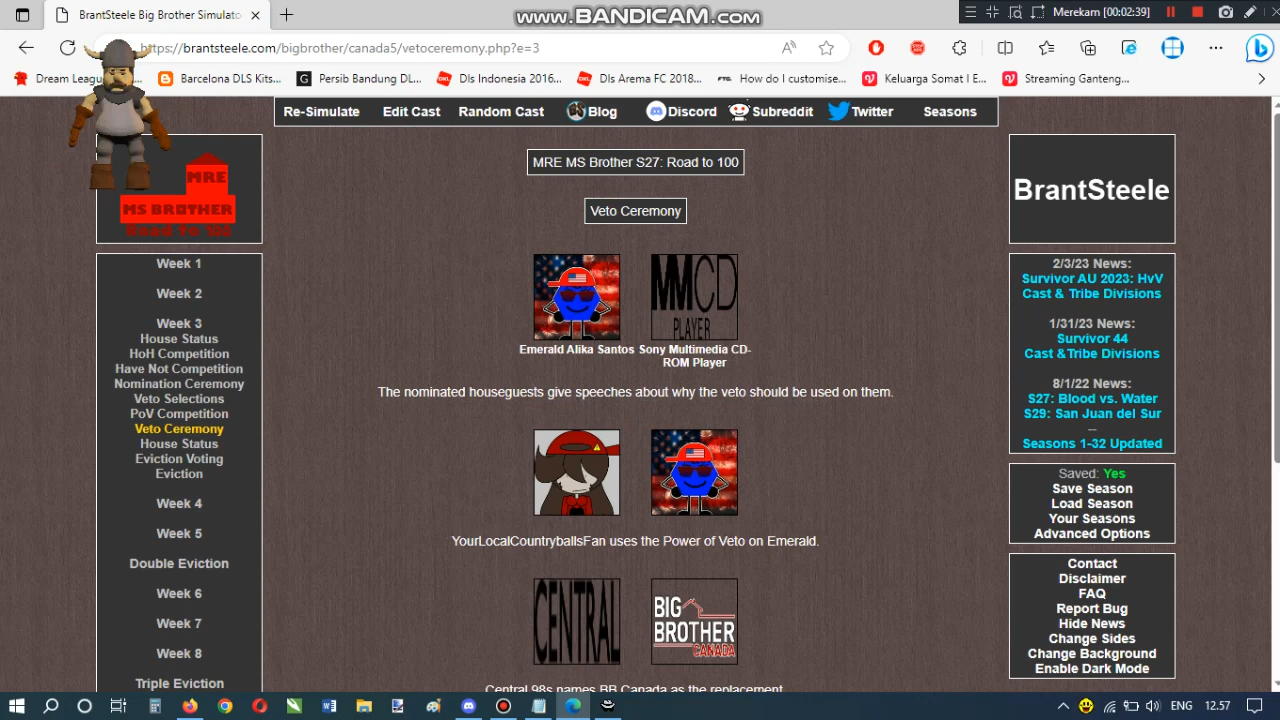 www.BANDICAM.com
BrantSteele Big Brother Simulato
Merekam [00:02:39]
https://brantsteele.com/bigbrother/canada5/vetoceremony.php?e=3
Dream Leag
Barcelona DLS Kits...
Persib Bandung DL...
Dls Indonesia 2016...
Dls Arema FC 2018...
How do I customise...
Keluarga Somat I E...
Streaming Ganteng...
Re-Simulate Edit Cast Random Cast Blog Discord Subreddit Twitter Seasons
MRE
MS BROTHER
Road To 100
Week 1
Week 2
Week 3
House Status
HoH Competition
Have Not Competition
Nomination Ceremony
Veto Selections
PoV Competition
Veto Ceremony
House Status
Eviction Voting
Eviction
Week 4
Week 5
Double Eviction
Week 6
Week 7
Week 8
Triple Eviction
MRE MS Brother S27: Road to 100
Veto Ceremony
MMCD
PLAYER
Emerald Alika Santos
Sony Multimedia CD-
ROM Player
The nominated houseguests give speeches about why the veto should be used on them.
YourLocalCountryballsFan uses the Power of Veto on Emerald.
CENTRAL
BIG
BROTHER
CANADA
Central 98s names BB Canada as the replacement
BrantSteele
2/3/23 News:
Survivor AU 2023: HvV
Cast & Tribe Divisions
1/31/23 News:
Survivor 44
Cast &Tribe Divisions
8/1/22 News:
S27: Blood vs. Water
S29: San Juan del Sur
--
Seasons 1-32 Updated
Saved: Yes
Save Season
Load Season
Your Seasons
Advanced Options
Contact
Disclaimer
FAQ
Report Bug
Hide News
Change Sides
Change Background
Enable Dark Mode
ENG 12.57